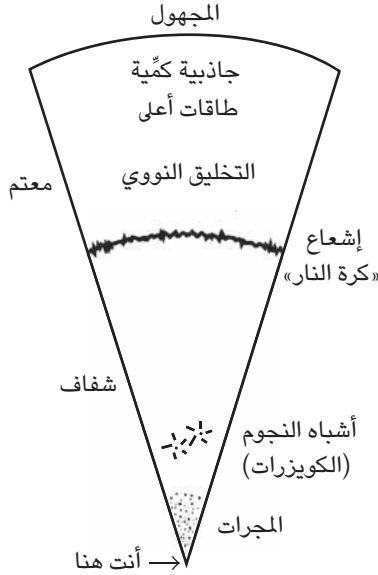 المجهول
جاذبية كمِّية
طاقات أعلى
التخليق النووي
معتم
إشعاع
«كرة النار»
شفاف
أشباه النجوم
(الكويزرات)
المجرات
أنت هنا